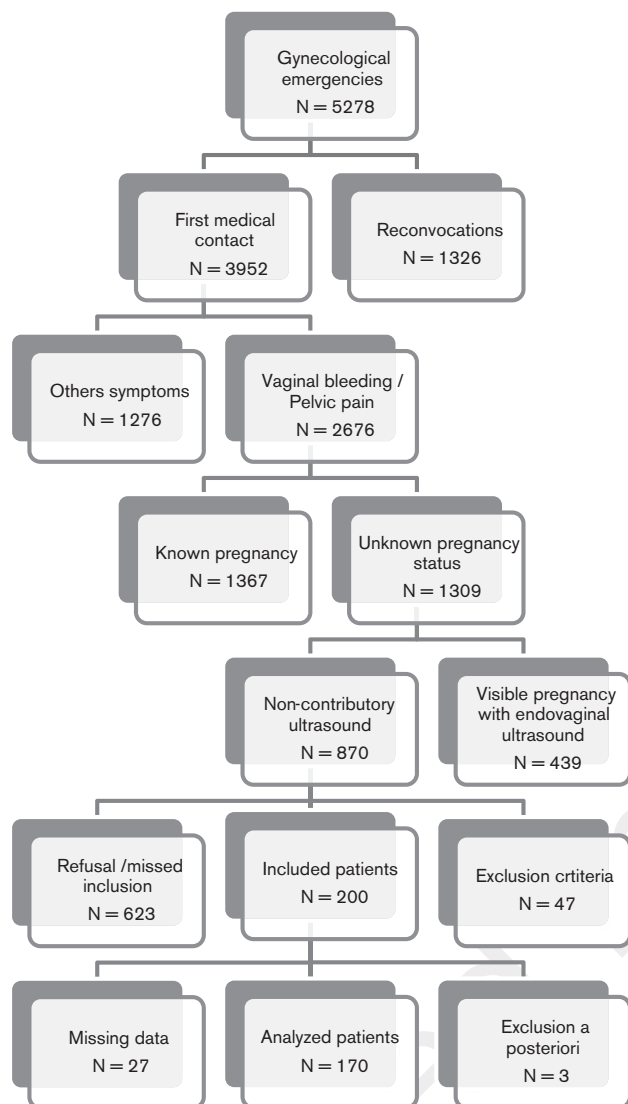 Gynecological
emergencies
N = 5278
First medical
contact
N = 3952
Reconvocations
N = 1326
Others symptoms
N = 1276
Vaginal bleeding /
Pelvic pain
N = 2676
Known pregnancy
N = 1367
Unknown pregnancy
status
N = 1309
Non-contributory
ultrasound
N = 870
Visible pregnancy
with endovaginal
ultrasound
N = 439
Refusal /missed
inclusion
N = 623
Included patients
N = 200
Exclusion crtiteria
N = 47
Missing data
N = 27
Analyzed patients
N = 170
Exclusion a
posteriori
N = 3